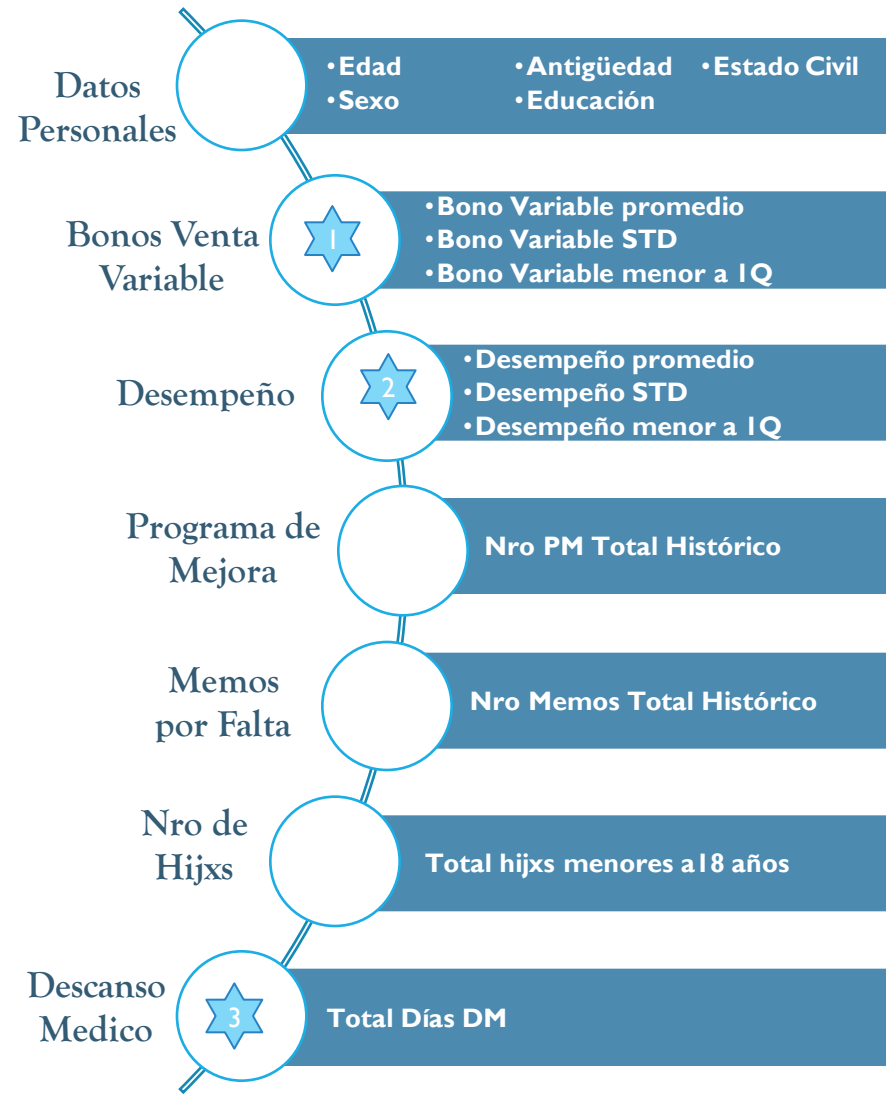 Datos
Personales
•Edad •Antigüedad •Estado Civil
•Sexo •Educación
Bonos Venta
Variable
1
•Bono Variable promedio
•Bono Variable STD
•Bono Variable menor a 1Q
Desempeño
2
•Desempeño promedio
•Desempeño STD
•Desempeño menor a 1Q
Programa de
Mejora
Nro PM Total Histórico
Memos
por Falta
Nro Memos Total Histórico
Nro de
Hijxs
Total hijxs menores a18 años
Descanso
Medico
3
Total Días DM